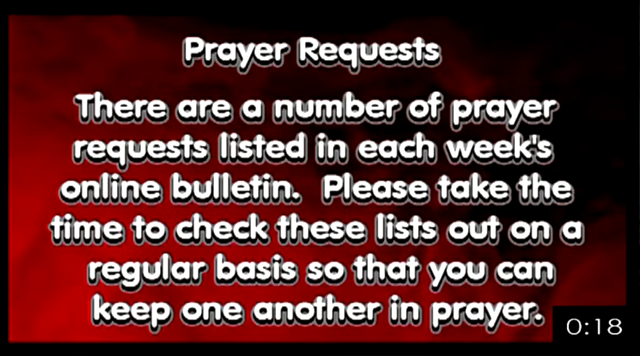 Prayer Requests
There are a number of prayer
requests listed in each week's
online bulletin. Please take the
time to check these lists out on a
regular basis so that you can
keep one another in prayer.
0:18